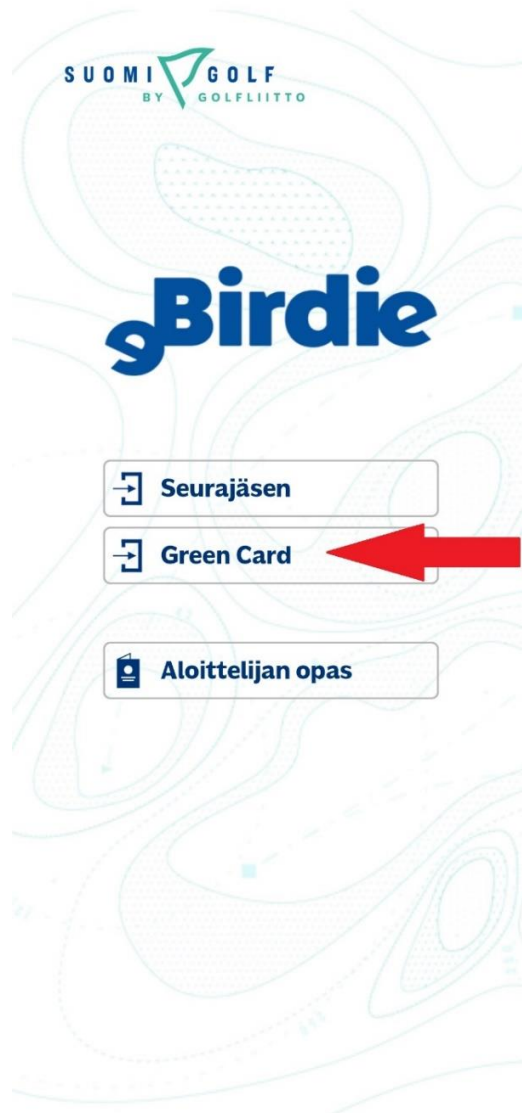 SUOMI GOLF
BY GOLFLIITTO
eBirdie
Seurajäsen
Green Card
Aloittelijan opas